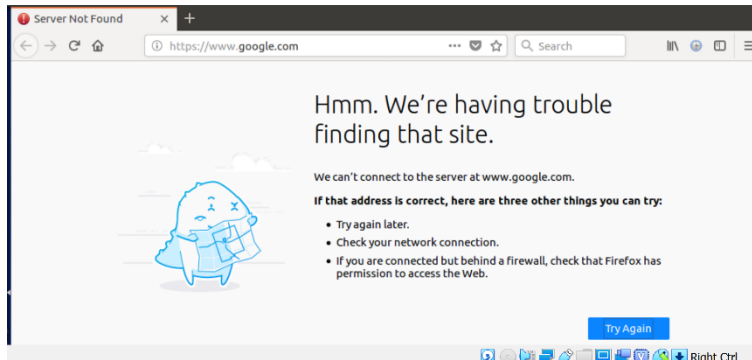 Server Not Found
https://www.google.com
Search
Hmm. We're having trouble
finding that site.
We can't connect to the server at www.google.com.
If that address is correct, here are three other things you can try:
• Try again later.
• Check your network connection.
• If you are connected but behind a firewall, check that Firefox has
permission to access the Web.
Try Again
Right Ctrl